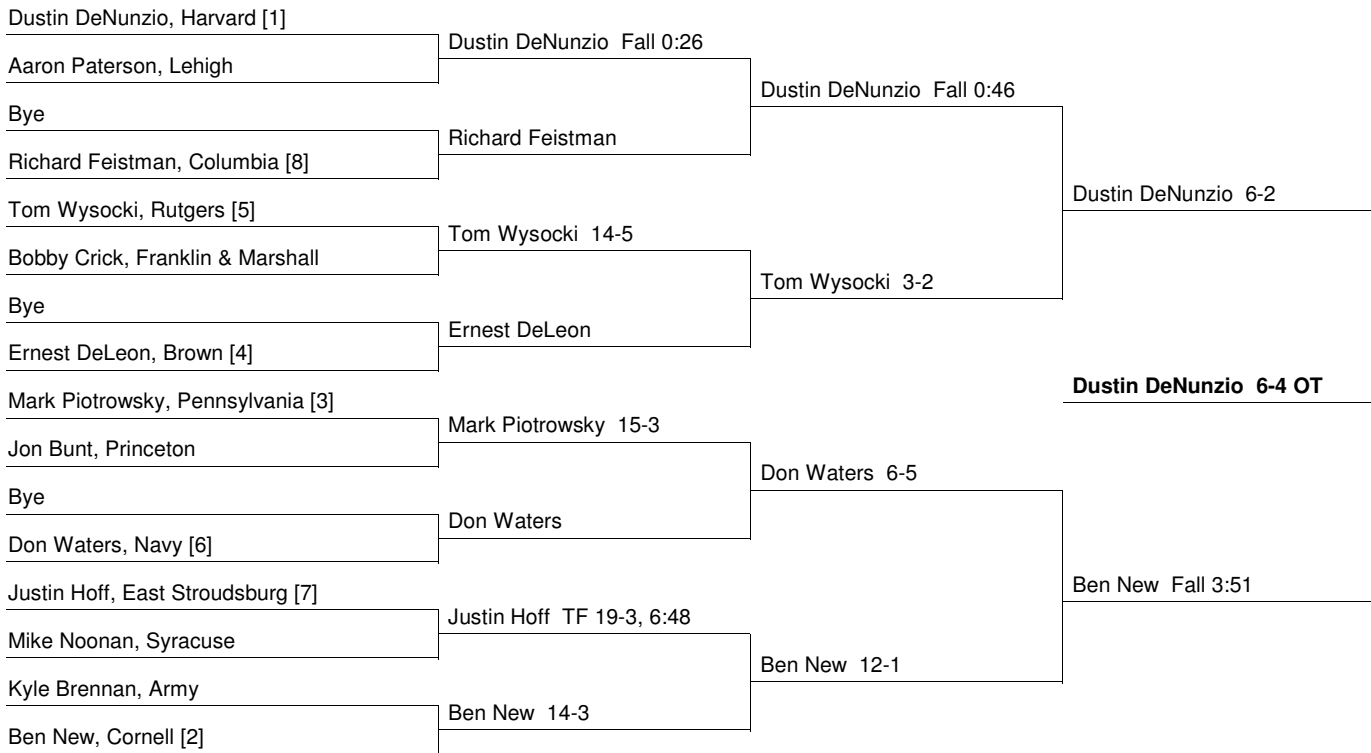 Dustin DeNunzio, Harvard [1]
Aaron Paterson, Lehigh
Bye
Richard Feistman, Columbia [8]
Tom Wysocki, Rutgers [5]
Bobby Crick, Franklin & Marshall
Bye
Ernest DeLeon, Brown [4]
Mark Piotrowsky, Pennsylvania [3]
Jon Bunt, Princeton
Bye
Don Waters, Navy [6]
Justin Hoff, East Stroudsburg [7]
Mike Noonan, Syracuse
Kyle Brennan, Army
Ben New, Cornell [2]
Dustin DeNunzio Fall 0:26
Richard Feistman
Tom Wysocki 14-5
Ernest DeLeon
Mark Piotrowsky 15-3
Don Waters
Justin Hoff TF 19-3, 6:48
Ben New 14-3
Dustin DeNunzio Fall 0:46
Tom Wysocki 3-2
Don Waters 6-5
Ben New 12-1
Dustin DeNunzio 6-2
Dustin DeNunzio 6-4 OT
Ben New Fall 3:51